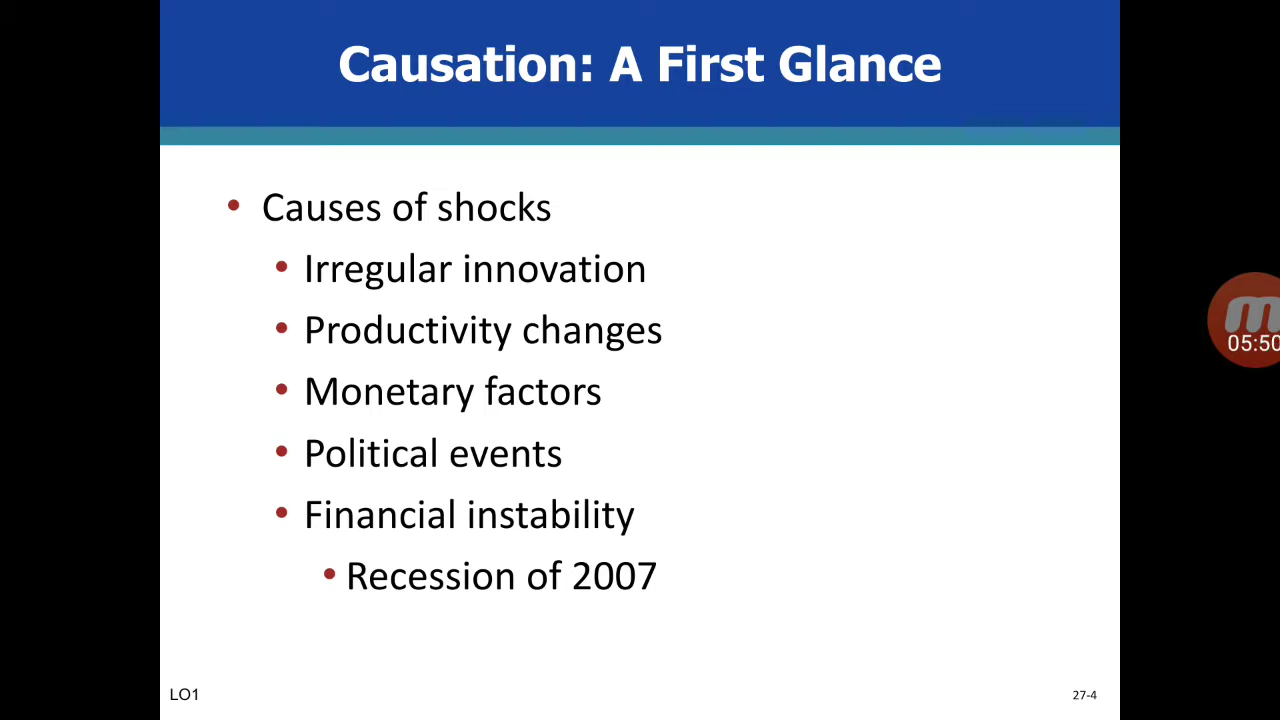 Causation: A First Glance
• Causes of shocks
• Irregular innovation
• Productivity changes
• Monetary factors
• Political events
• Financial instability
• Recession of 2007
m
05:50
LO1
27-4